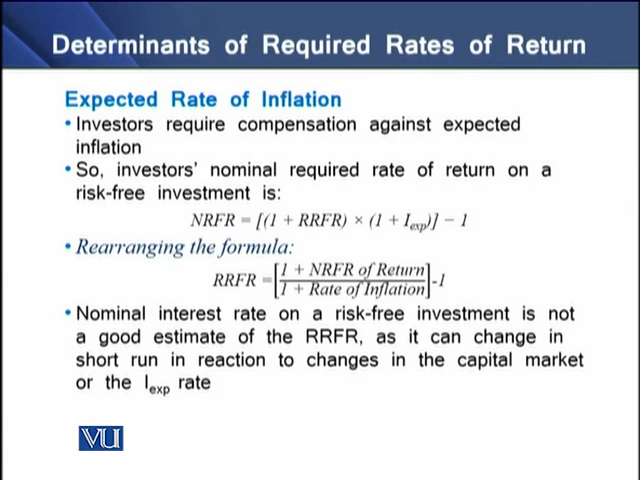 Determinants of Required Rates of Return
Expected Rate of Inflation
• Investors require compensation against expected
inflation
• So, investors' nominal required rate of return on a
risk-free investment is:
NRFR = [(1 + RRFR) × (1 + Iexp)] − 1
• Rearranging the formula:
RRFR = [1 + NRFR of Return / 1 + Rate of Inflation] -1
• Nominal interest rate on a risk-free investment is not
a good estimate of the RRFR, as it can change in
short run in reaction to changes in the capital market
or the Iexp rate
VU